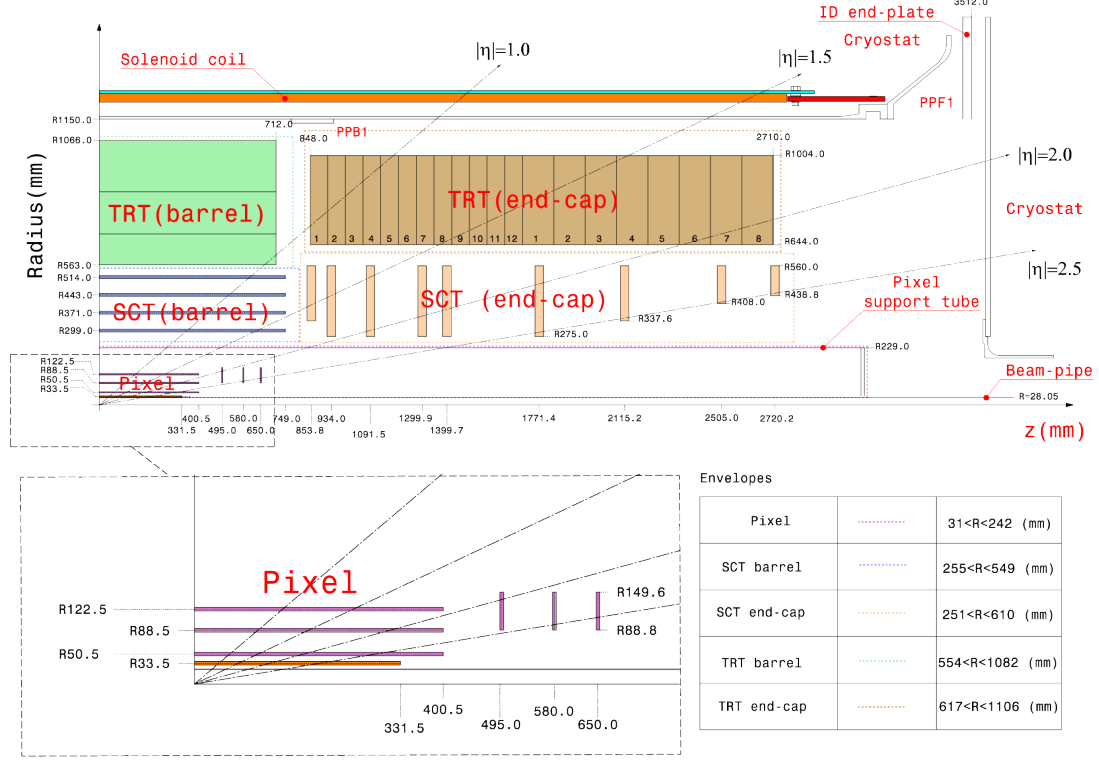 3512.0
ID end-plate
Cryostat
|η|=1.0
|η|=1.5
Solenoid coil
PPF1
R1150.0
712.0
PPB1
R1066.0
848.0
2710.0
R1004.0
|η|=2.0
Radius(mm)
TRT(barrel)
TRT(end-cap)
Cryostat
1 2 3 4 5 6 7 8 9 10 11 12 1 2 3 4 5 6 7 8
R644.0
R563.0
R514.0
R443.0
R371.0
R299.0
SCT(barrel)
SCT (end-cap)
R560.0
R438.8
R408.0
R337.6
R275.0
|η|=2.5
Pixel
support tube
R229.0
R122.5
R88.5
R50.5
R33.5
Pixel
Beam-pipe
R=28.05
400.5 580.0 749.0 934.0 1299.9 1771.4 2115.2 2505.0 2720.2
331.5 495.0 650.0 853.8 1091.5 1399.7
z(mm)
Pixel
R122.5
R88.5
R50.5
R33.5
R149.6
R88.8
400.5
331.5
495.0
580.0
650.0
Envelopes
Pixel 31<R<242 (mm)
SCT barrel 255<R<549 (mm)
SCT end-cap 251<R<610 (mm)
TRT barrel 554<R<1082 (mm)
TRT end-cap 617<R<1106 (mm)